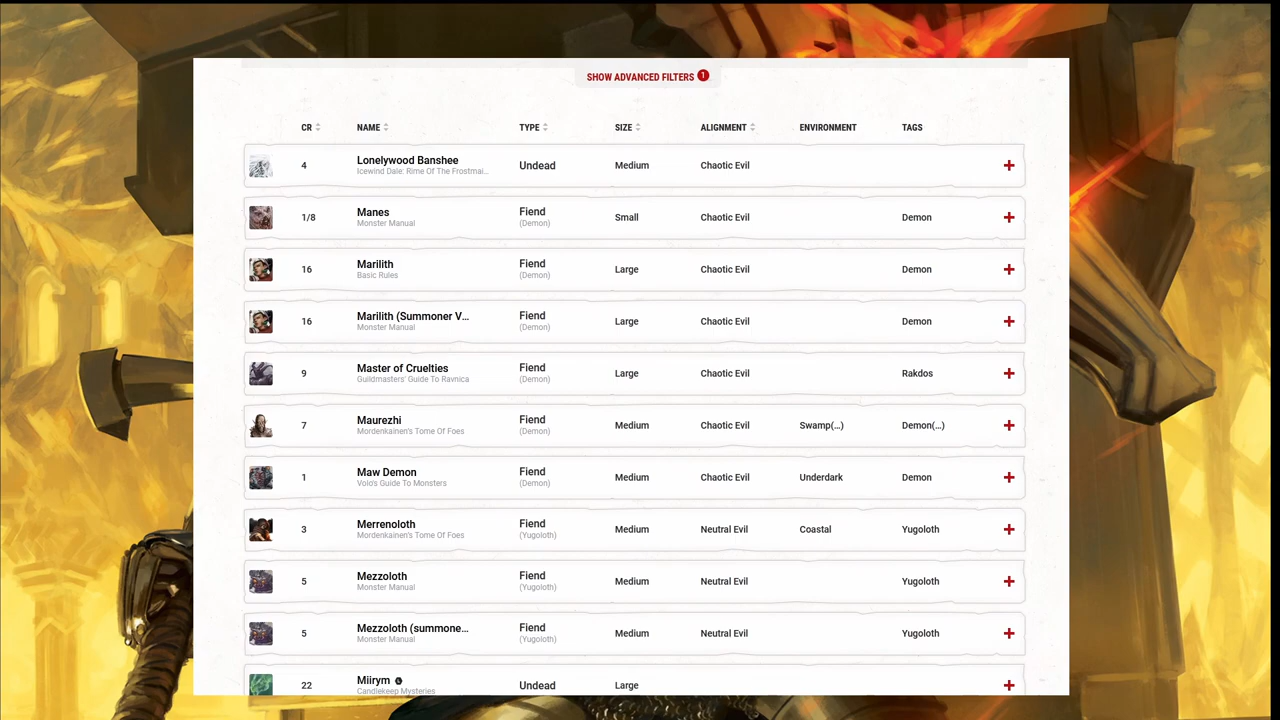 SHOW ADVANCED FILTERS 1
CR NAME TYPE SIZE ALIGNMENT ENVIRONMENT TAGS
4 Lonelywood Banshee Undead Medium Chaotic Evil
Icewind Dale: Rime Of The Frostmai...
1/8 Manes Fiend Small Chaotic Evil Demon
Monster Manual (Demon)
16 Marilith Fiend Large Chaotic Evil Demon
Basic Rules (Demon)
16 Marilith (Summoner V... Fiend Large Chaotic Evil Demon
Monster Manual (Demon)
9 Master of Cruelties Fiend Large Chaotic Evil Rakdos
Guildmasters' Guide To Ravnica (Demon)
7 Maurezhi Fiend Medium Chaotic Evil Swamp(...) Demon(...)
Mordenkainen's Tome Of Foes (Demon)
1 Maw Demon Fiend Medium Chaotic Evil Underdark Demon
Volo's Guide To Monsters (Demon)
3 Merrenoloth Fiend Medium Neutral Evil Coastal Yugoloth
Mordenkainen's Tome Of Foes (Yugoloth)
5 Mezzoloth Fiend Medium Neutral Evil Yugoloth
Monster Manual (Yugoloth)
5 Mezzoloth (summone... Fiend Medium Neutral Evil Yugoloth
Monster Manual (Yugoloth)
22 Miirym Undead Large
Candlekeep Mysteries